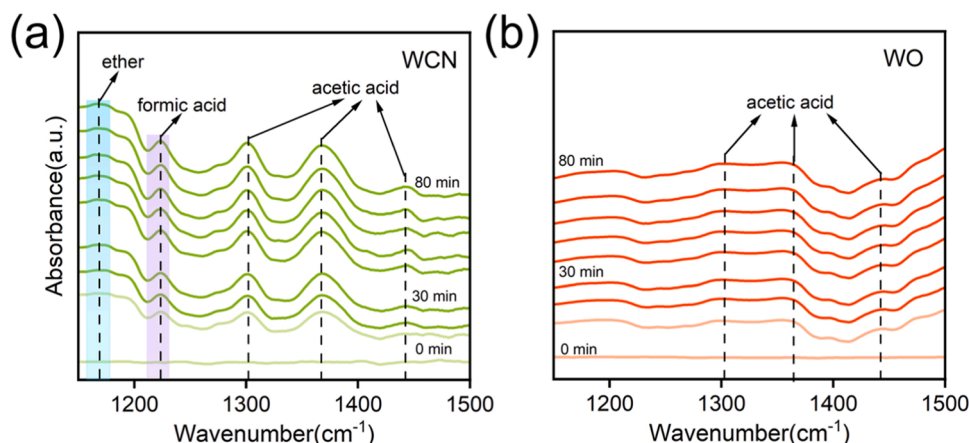 (a)
WCN
ether
formic acid
acetic acid
80 min
30 min
0 min
Absorbance(a.u.)
1200 1300 1400 1500
Wavenumber(cm⁻¹)
(b)
WO
acetic acid
80 min
30 min
0 min
1200 1300 1400 1500
Wavenumber(cm⁻¹)